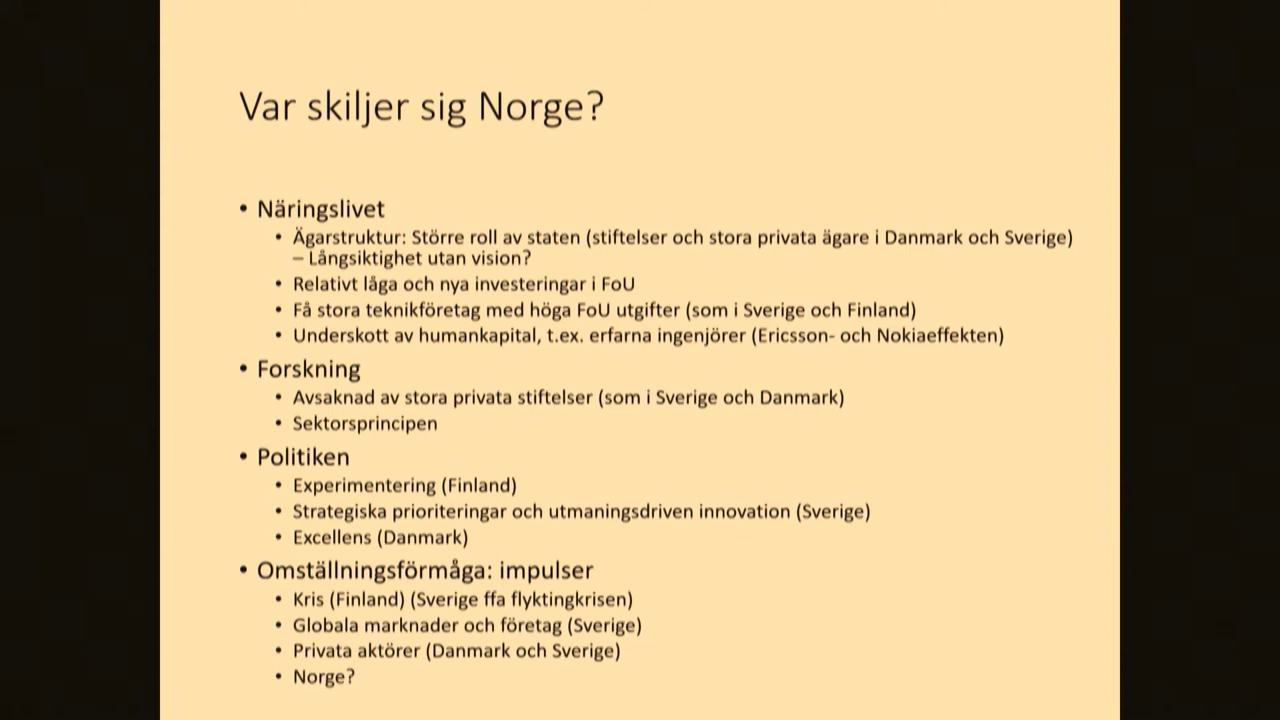 Var skiljer sig Norge?
• Näringslivet
• Ägarstruktur: Större roll av staten (stiftelser och stora privata ägare i Danmark och Sverige)
– Långsiktighet utan vision?
• Relativt låga och nya investeringar i FoU
• Få stora teknikföretag med höga FoU utgifter (som i Sverige och Finland)
• Underskott av humankapital, t.ex. erfarna ingenjörer (Ericsson- och Nokiaeffekten)
• Forskning
• Avsaknad av stora privata stiftelser (som i Sverige och Danmark)
• Sektorsprincipen
• Politiken
• Experimentering (Finland)
• Strategiska prioriteringar och utmaningsdriven innovation (Sverige)
• Excellens (Danmark)
• Omställningsförmåga: impulser
• Kris (Finland) (Sverige ffa flyktingkrisen)
• Globala marknader och företag (Sverige)
• Privata aktörer (Danmark och Sverige)
• Norge?